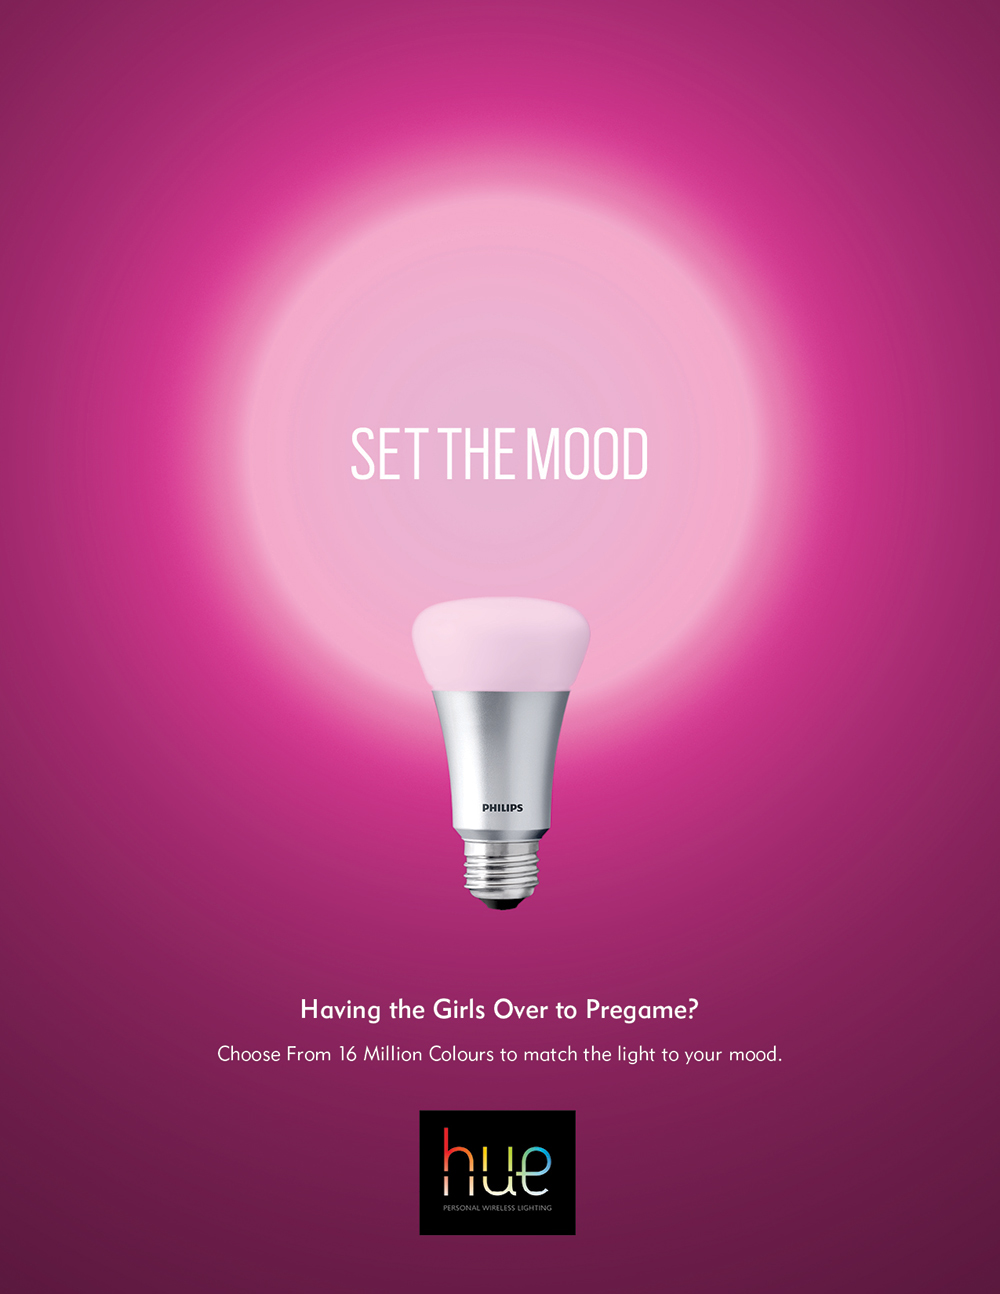 SET THE MOOD
PHILIPS
Having the Girls Over to Pregame?
Choose From 16 Million Colours to match the light to your mood.
hue
PERSONAL WIRELESS LIGHTING